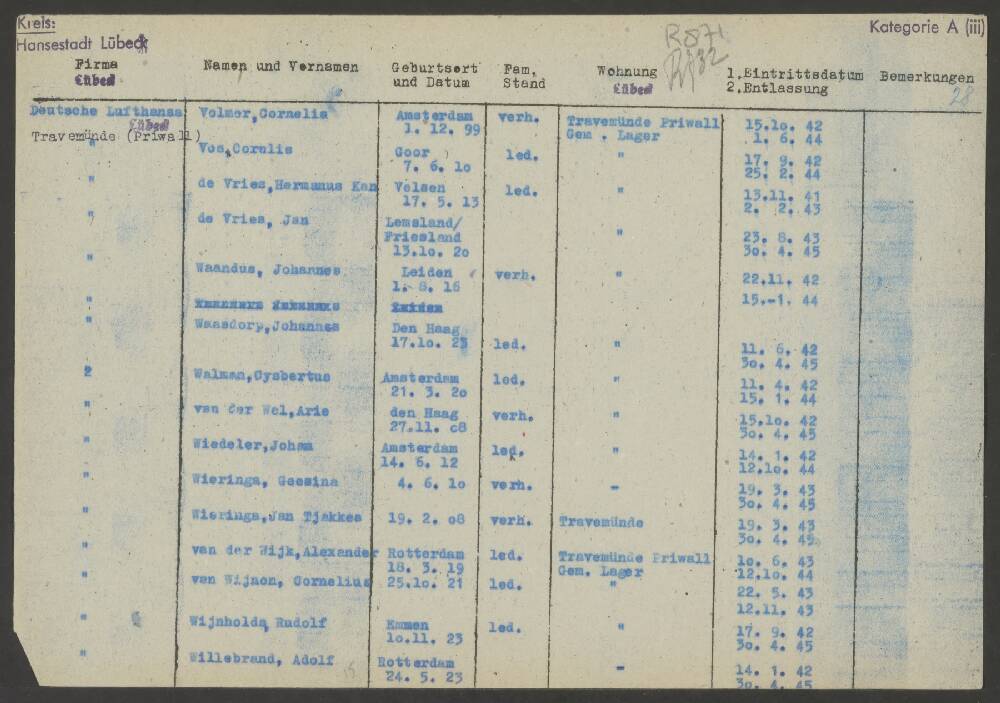 Kreis:
Hansestadt Lübeck
Kategorie A (iii)
R871
Firma Namen und Vornamen Geburtsort und Datum Fam. Stand Wohnung 1.Eintrittsdatum 2.Entlassung Bemerkungen
Lübeck Lübeck
28
Deutsche Lufthansa Volmer,Cornelis Amsterdam verh. Travemünde Priwall 15.10. 42
Lübeck
Travemünde (Priwall) 1. 12. 99 Gem. Lager 1. 6. 44
" Vos,Cornlis Goor led. " 17. 9. 42
7. 6. 10 25. 2. 44
" de Vries,Hermanus Kan Velsen led. " 13.11. 41
17. 5. 13 2. 2. 43
" de Vries, Jan Lemsland/
Friesland " 23. 8. 43
13.10. 20 30. 4. 45
" Waandus, Johannes Leiden verh. " 22.11. 42
1. 8. 16
" 15.-1. 44
" Waasdorp,Johannes Den Haag
17.10. 23 led. " 11. 6. 42
30. 4. 45
" Walman,Gysbertus Amsterdam led. " 11. 4. 42
21. 3. 20 15. 1. 44
" van der Wel,Arie den Haag verh. " 15.10. 42
27.11. 08 30. 4. 45
" Wiedeler,Johan Amsterdam led. " 14. 1. 42
14. 6. 12 12.10. 44
" Wieringa, Geesina 4. 6. 10 verh. - 19. 3. 43
30. 4. 45
" Wieringa,Jan Tjakkes 19. 2. 08 verh. Travemünde 19. 3. 43
30. 4. 45
" van der Wijk,Alexander Rotterdam led. Travemünde Priwall 10. 6. 43
18. 3. 19 Gem. Lager 12.10. 44
" van Wijnon, Cornelius 25.10. 21 led. " 22. 5. 43
12.11. 43
" Wijnholds Rudolf Emmen led. " 17. 9. 42
10.11. 23 30. 4. 45
" Willebrand, Adolf Rotterdam - 14. 1. 42
24. 5. 23 30. 4. 45